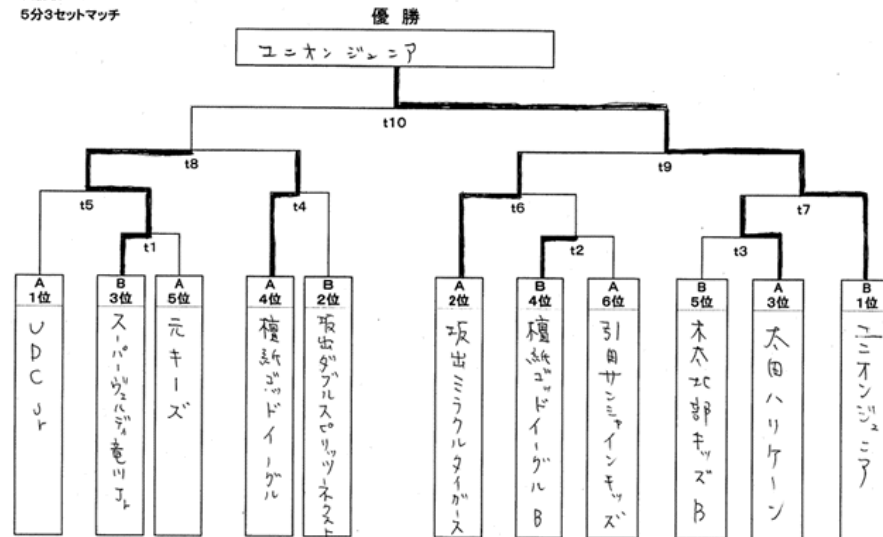 5分3セットマッチ
優勝
ユニオンジュニア
t10
t8
t9
t5
t4
t6
t7
t1
t2
t3
A
1位
UDC Jr
B
3位
スーパーヴェルディ竜川Jr
A
5位
元キーズ
A
4位
檀紙ゴッドイーグル
B
2位
坂出ダブルスピリッツーネクスト
A
2位
坂出ミラクルタイガース
B
4位
檀紙ゴッドイーグルB
A
6位
引田サンシャインキッズ
B
5位
木太北部キッズB
A
3位
太田ハリケーン
B
1位
ユニオンジュニア